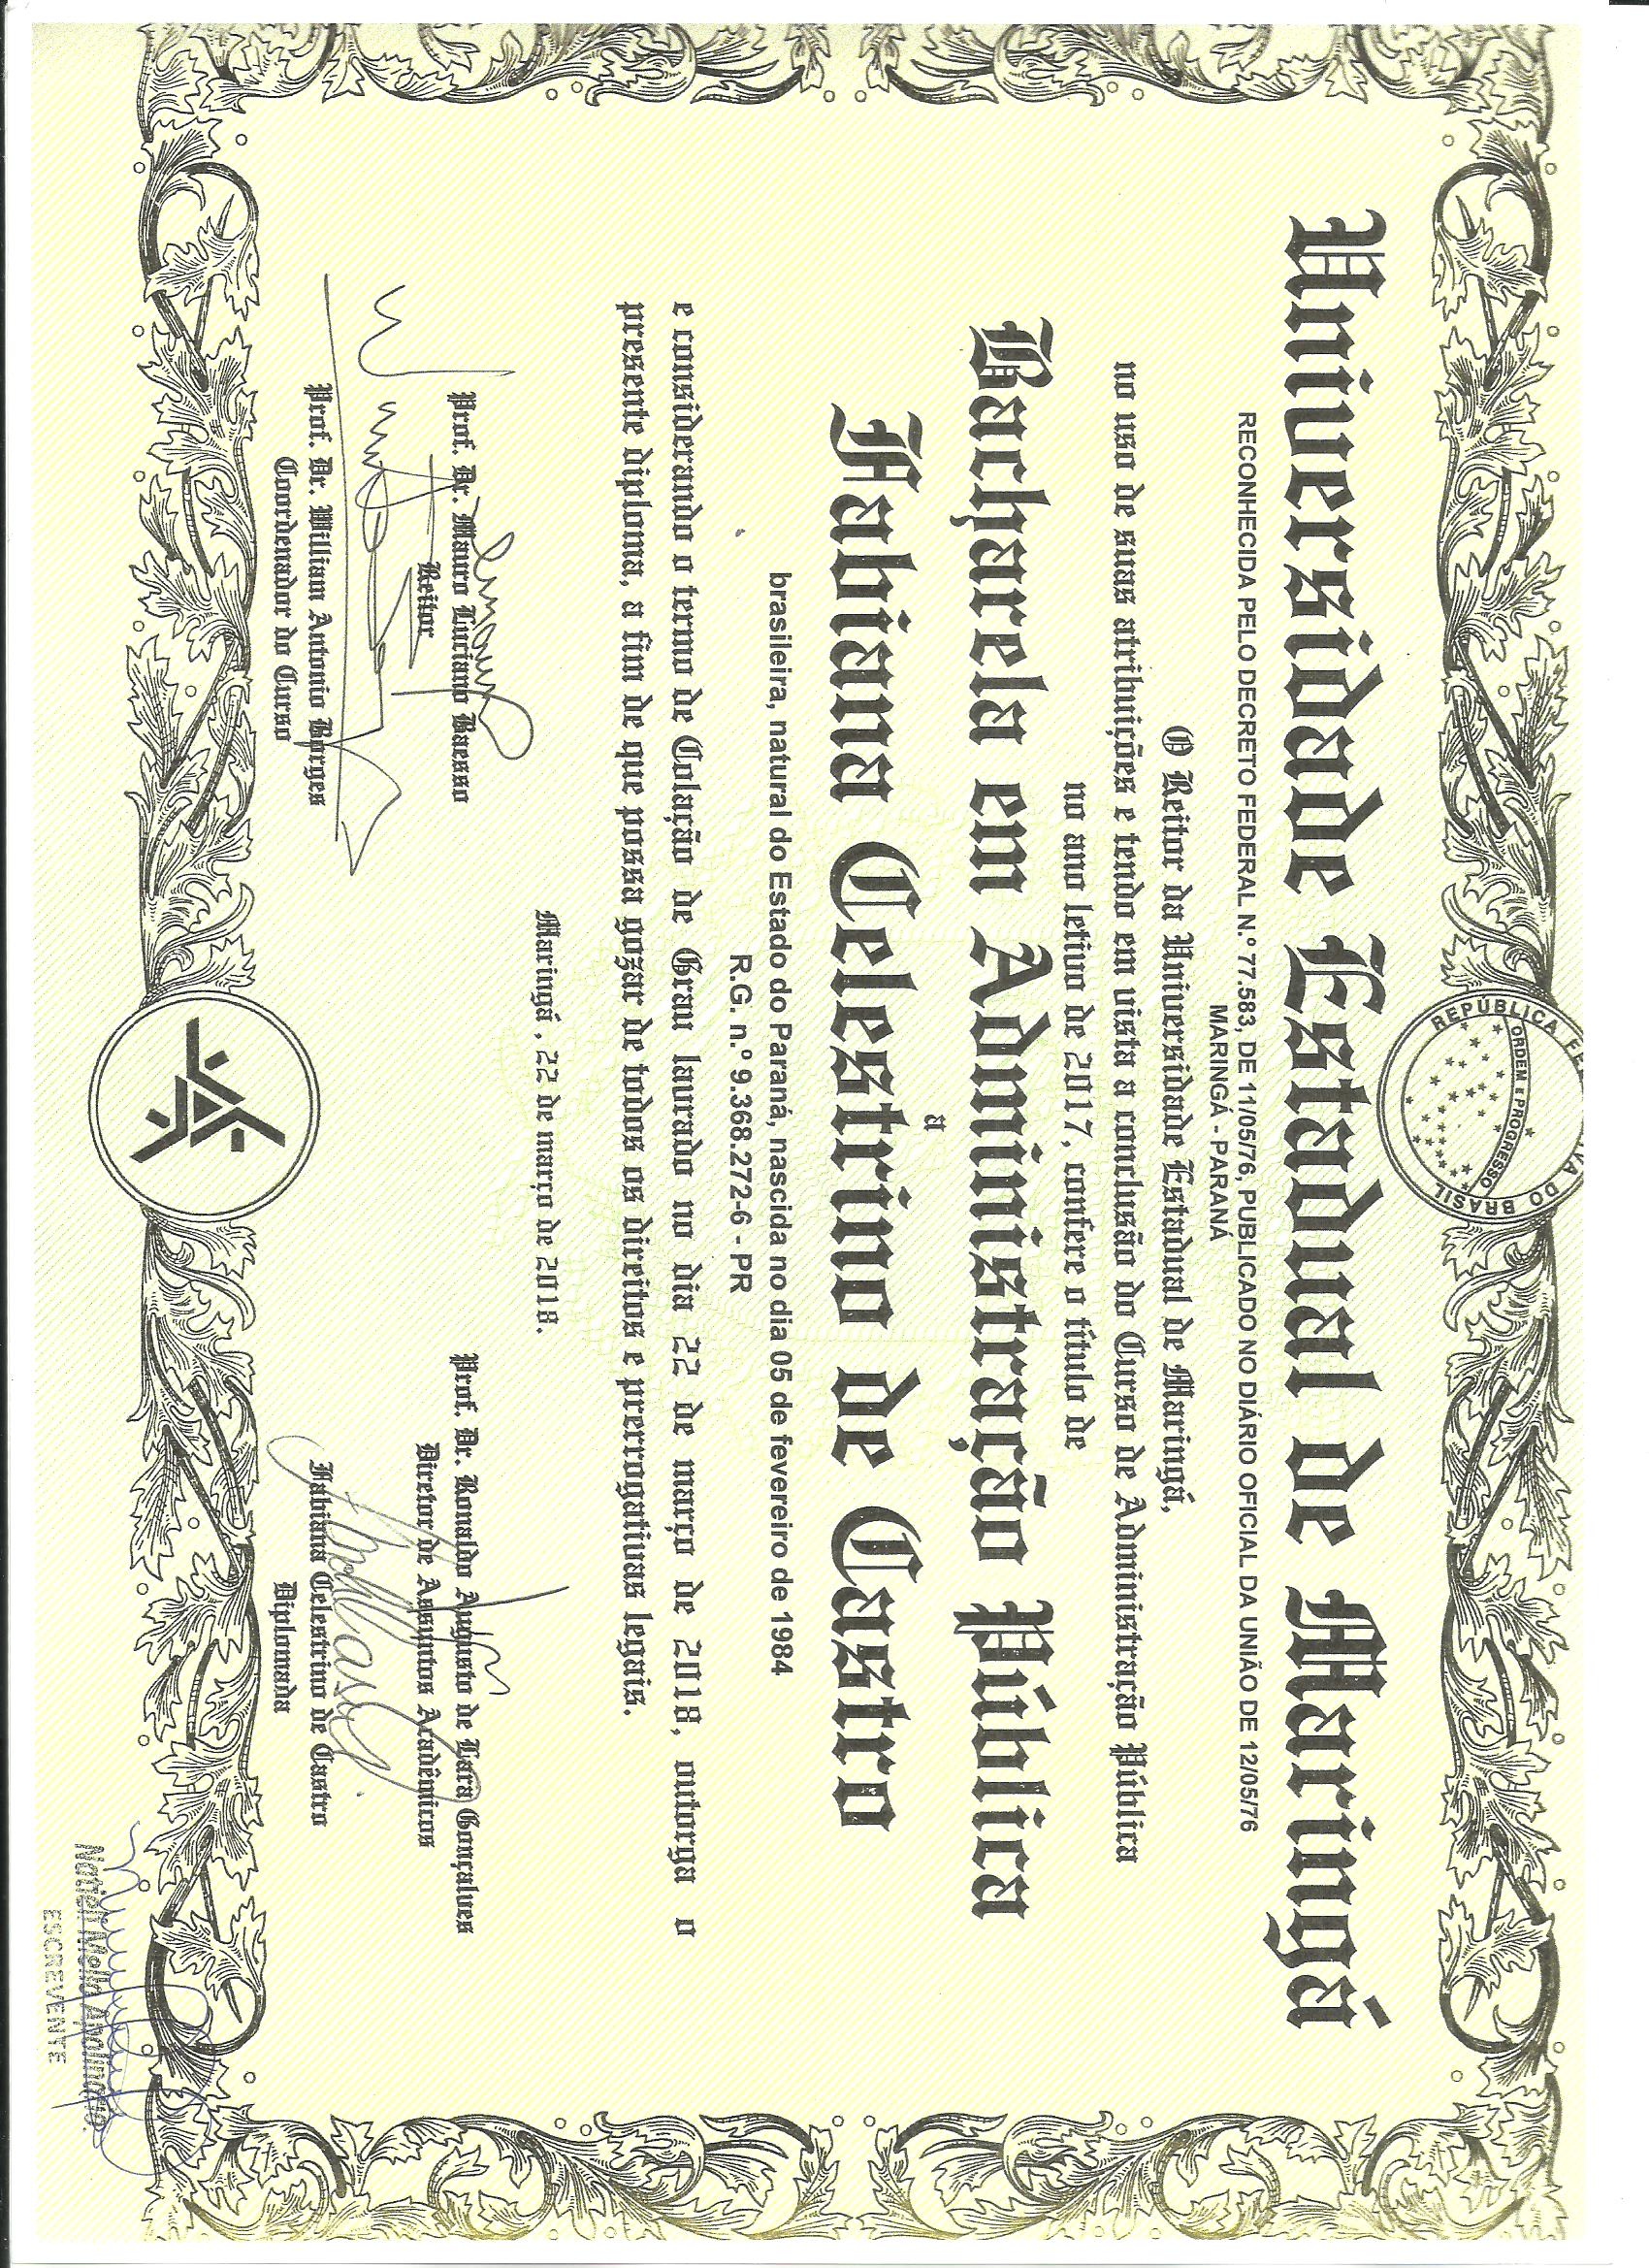 REPÚBLICA FE VA DO BRASIL
ORDEM E PROGRESSO
Universidade Estadual de Maringá
RECONHECIDA PELO DECRETO FEDERAL N.º 77.583, DE 11/05/76, PUBLICADO NO DIÁRIO OFICIAL DA UNIÃO DE 12/05/76
MARINGÁ - PARANÁ
O Reitor da Universidade Estadual de Maringá,
no uso de suas atribuições e tendo em vista a conclusão do Curso de Administração Pública
no ano letivo de 2017, confere o título de
Bacharela em Administração Pública
a
Fabiana Celestrino de Castro
brasileira, natural do Estado do Paraná, nascida no dia 05 de fevereiro de 1984
R.G. n.º 9.368.272-6 - PR
e considerando o termo de Colação de Grau lavrado no dia 22 de março de 2018, outorga o
presente diploma, a fim de que possa gozar de todos os direitos e prerrogativas legais.
Maringá , 22 de março de 2018.
Prof. Dr. Mauro Luciano Baesso
Reitor
Prof. Dr. Ronaldo Augusto de Lara Gonçalves
Diretor de Assuntos Acadêmicos
Prof. Dr. William Antonio Borges
Coordenador do Curso
Fabiana Celestrino de Castro
Diplomada
ESCREVENTE